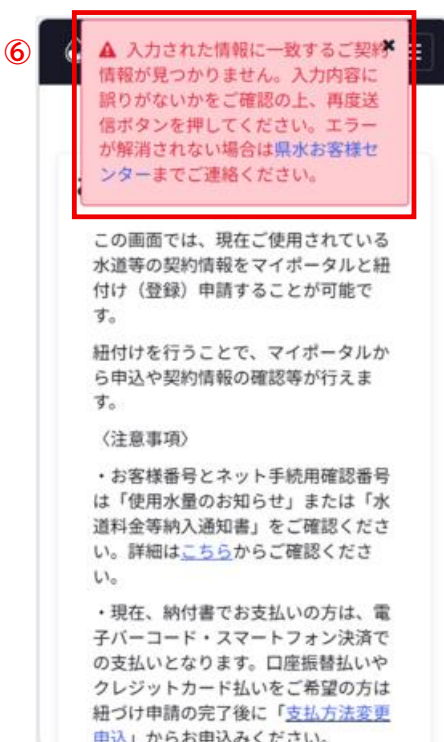 ⑥
入力された情報に一致するご契約
情報が見つかりません。入力内容に
誤りがないかをご確認の上、再度送
信ボタンを押してください。エラー
が解消されない場合は県水お客様セ
ンターまでご連絡ください。
この画面では、現在ご使用されている
水道等の契約情報をマイポータルと紐
付け（登録）申請することが可能で
す。
紐付けを行うことで、マイポータルか
ら申込や契約情報の確認等が行えま
す。
〈注意事項〉
・お客様番号とネット手続用確認番号
は「使用水量のお知らせ」または「水
道料金等納入通知書」をご確認くださ
い。詳細はこちらからご確認くださ
い。
・現在、納付書でお支払いの方は、電
子バーコード・スマートフォン決済で
の支払いとなります。口座振替払いや
クレジットカード払いをご希望の方は
紐づけ申請の完了後に「支払方法変更
申込」からお申込みください。